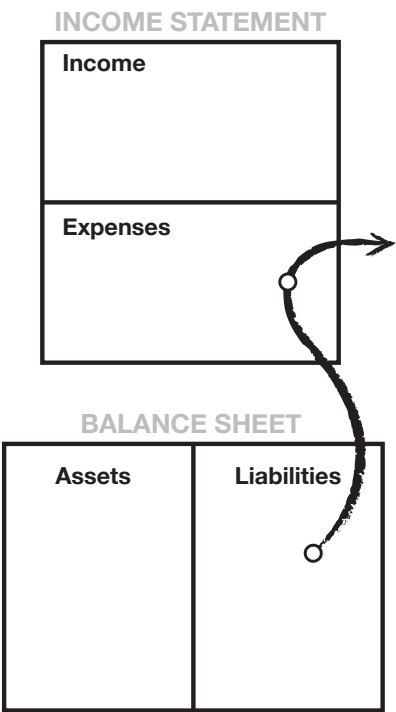 INCOME STATEMENT
Income
Expenses
BALANCE SHEET
Assets Liabilities